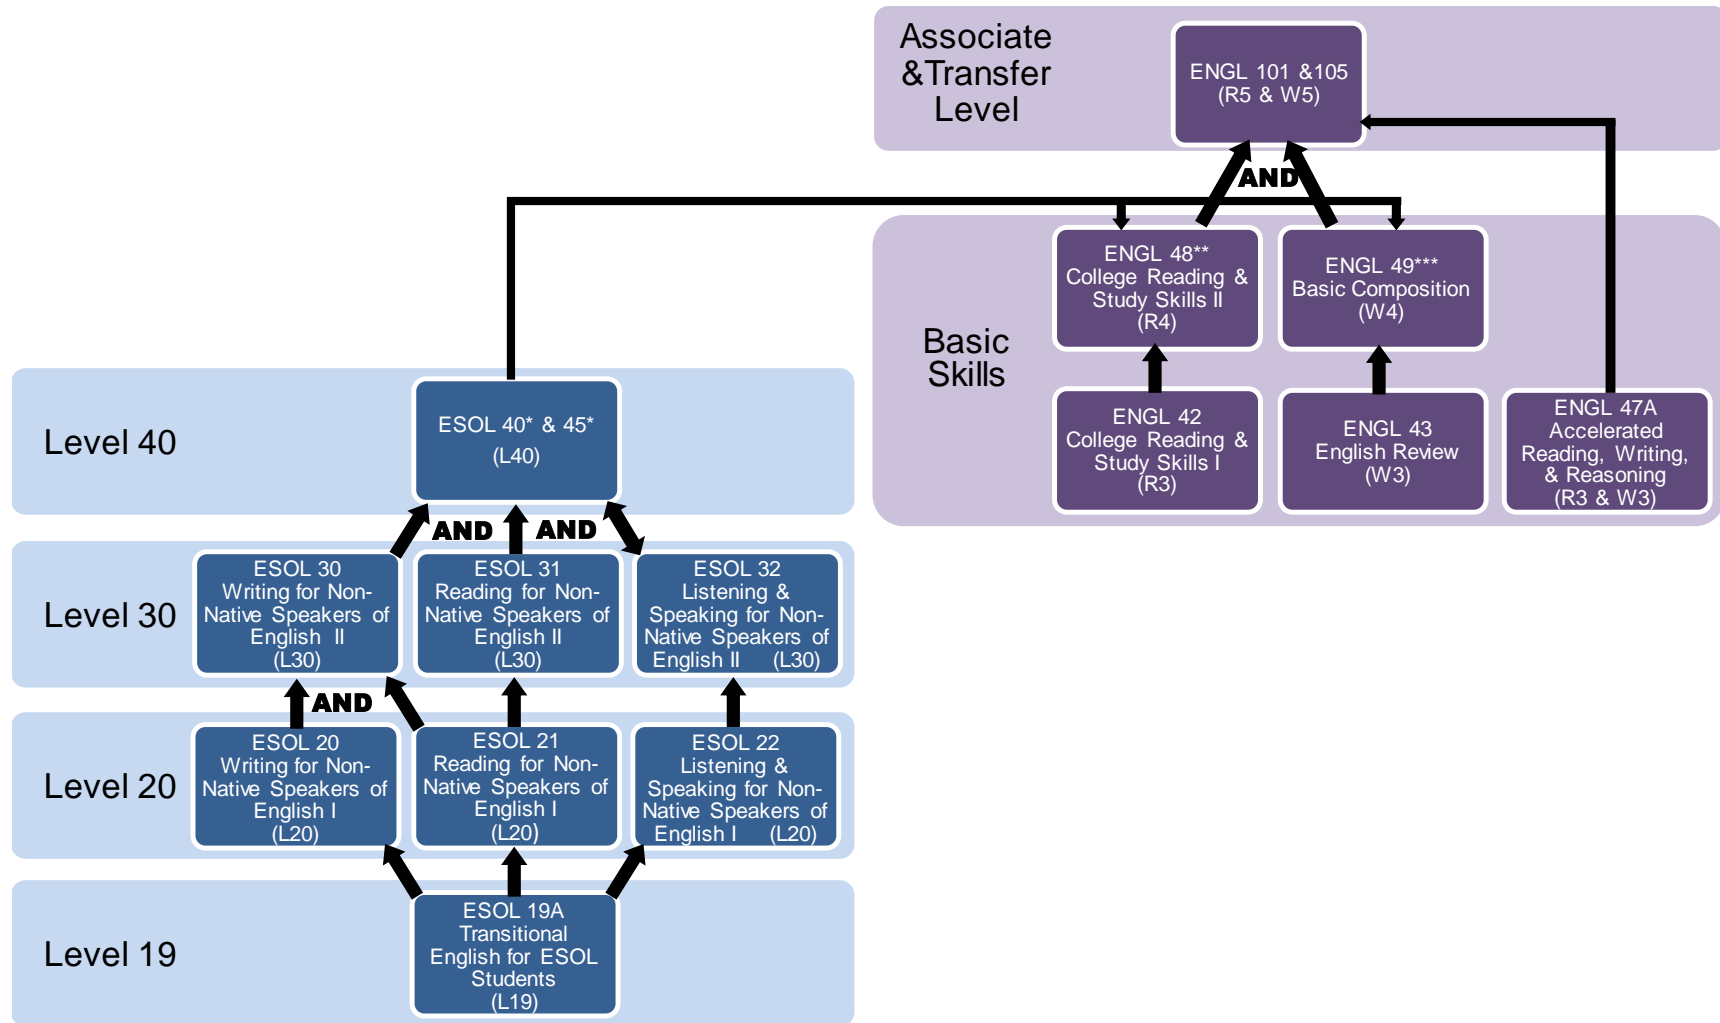 Associate
&Transfer
Level
ENGL 101 &105
(R5 & W5)
AND
Basic
Skills
ENGL 48**
College Reading &
Study Skills II
(R4)
ENGL 49***
Basic Composition
(W4)
ENGL 42
College Reading &
Study Skills I
(R3)
ENGL 43
English Review
(W3)
ENGL 47A
Accelerated
Reading, Writing,
& Reasoning
(R3 & W3)
Level 40
ESOL 40* & 45*
(L40)
AND
AND
Level 30
ESOL 30
Writing for Non-
Native Speakers of
English II
(L30)
ESOL 31
Reading for Non-
Native Speakers of
English II
(L30)
ESOL 32
Listening &
Speaking for Non-
Native Speakers of
English II (L30)
AND
Level 20
ESOL 20
Writing for Non-
Native Speakers of
English I
(L20)
ESOL 21
Reading for Non-
Native Speakers of
English I
(L20)
ESOL 22
Listening &
Speaking for Non-
Native Speakers of
English I (L20)
Level 19
ESOL 19A
Transitional
English for ESOL
Students
(L19)